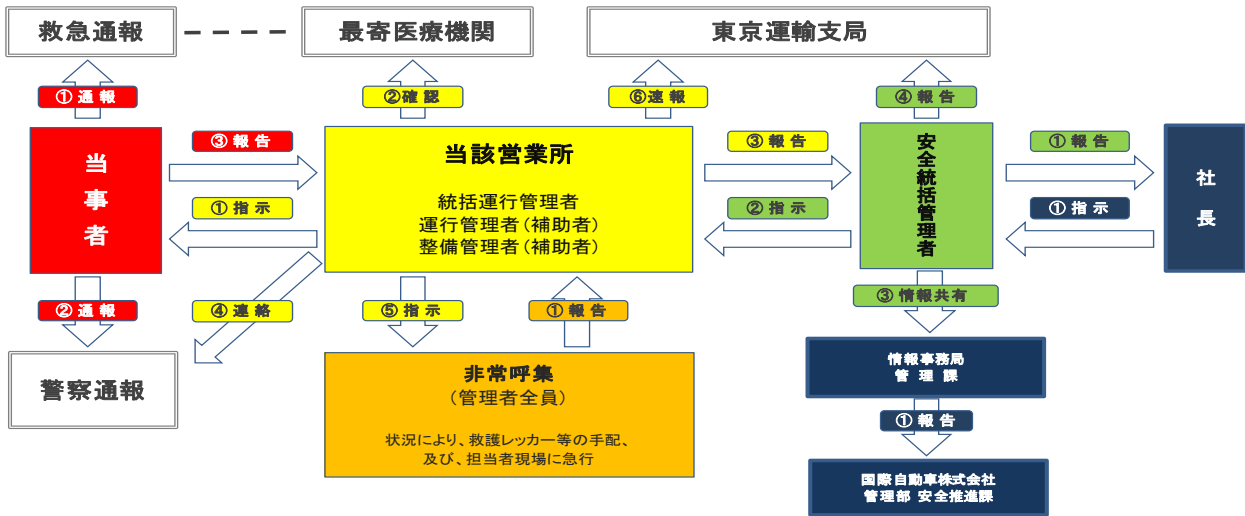 救急通報
最寄医療機関
東京運輸支局
①通報
②確認
⑥速報
④報告
当事者
③報告
①指示
当該営業所
統括運行管理者
運行管理者(補助者)
整備管理者(補助者)
③報告
②指示
安全統括管理者
①報告
①指示
社長
②通報
④連絡
⑤指示
①報告
③情報共有
警察通報
非常呼集
(管理者全員)
状況により、救護レッカー等の手配、
及び、担当者現場に急行
情報事務局
管理課
①報告
国際自動車株式会社
管理部 安全推進課